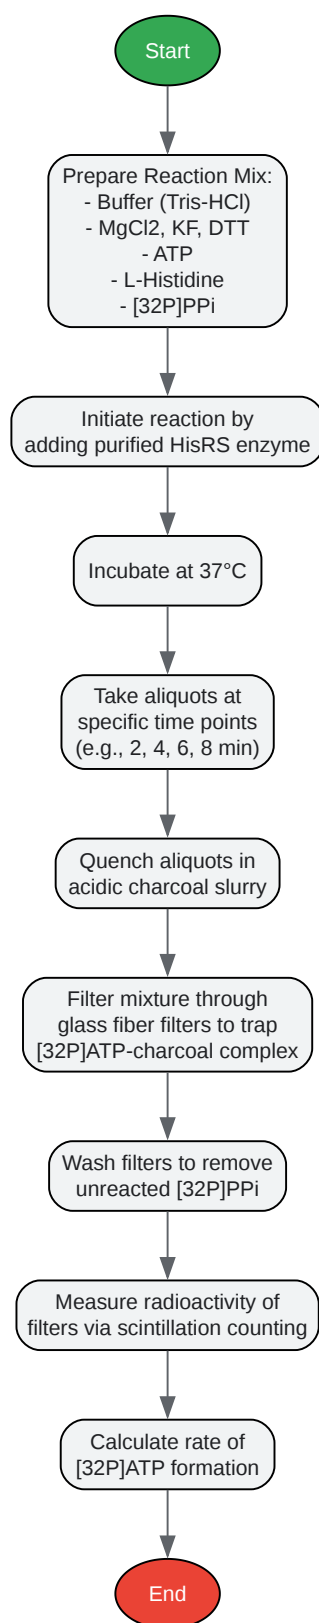 Start
Prepare Reaction Mix:
- Buffer (Tris-HCl)
- MgCl2, KF, DTT
- ATP
- L-Histidine
- [32P]PPi
Initiate reaction by
adding purified HisRS enzyme
Incubate at 37°C
Take aliquots at
specific time points
(e.g., 2, 4, 6, 8 min)
Quench aliquots in
acidic charcoal slurry
Filter mixture through
glass fiber filters to trap
[32P]ATP-charcoal complex
Wash filters to remove
unreacted [32P]PPi
Measure radioactivity of
filters via scintillation counting
Calculate rate of
[32P]ATP formation
End